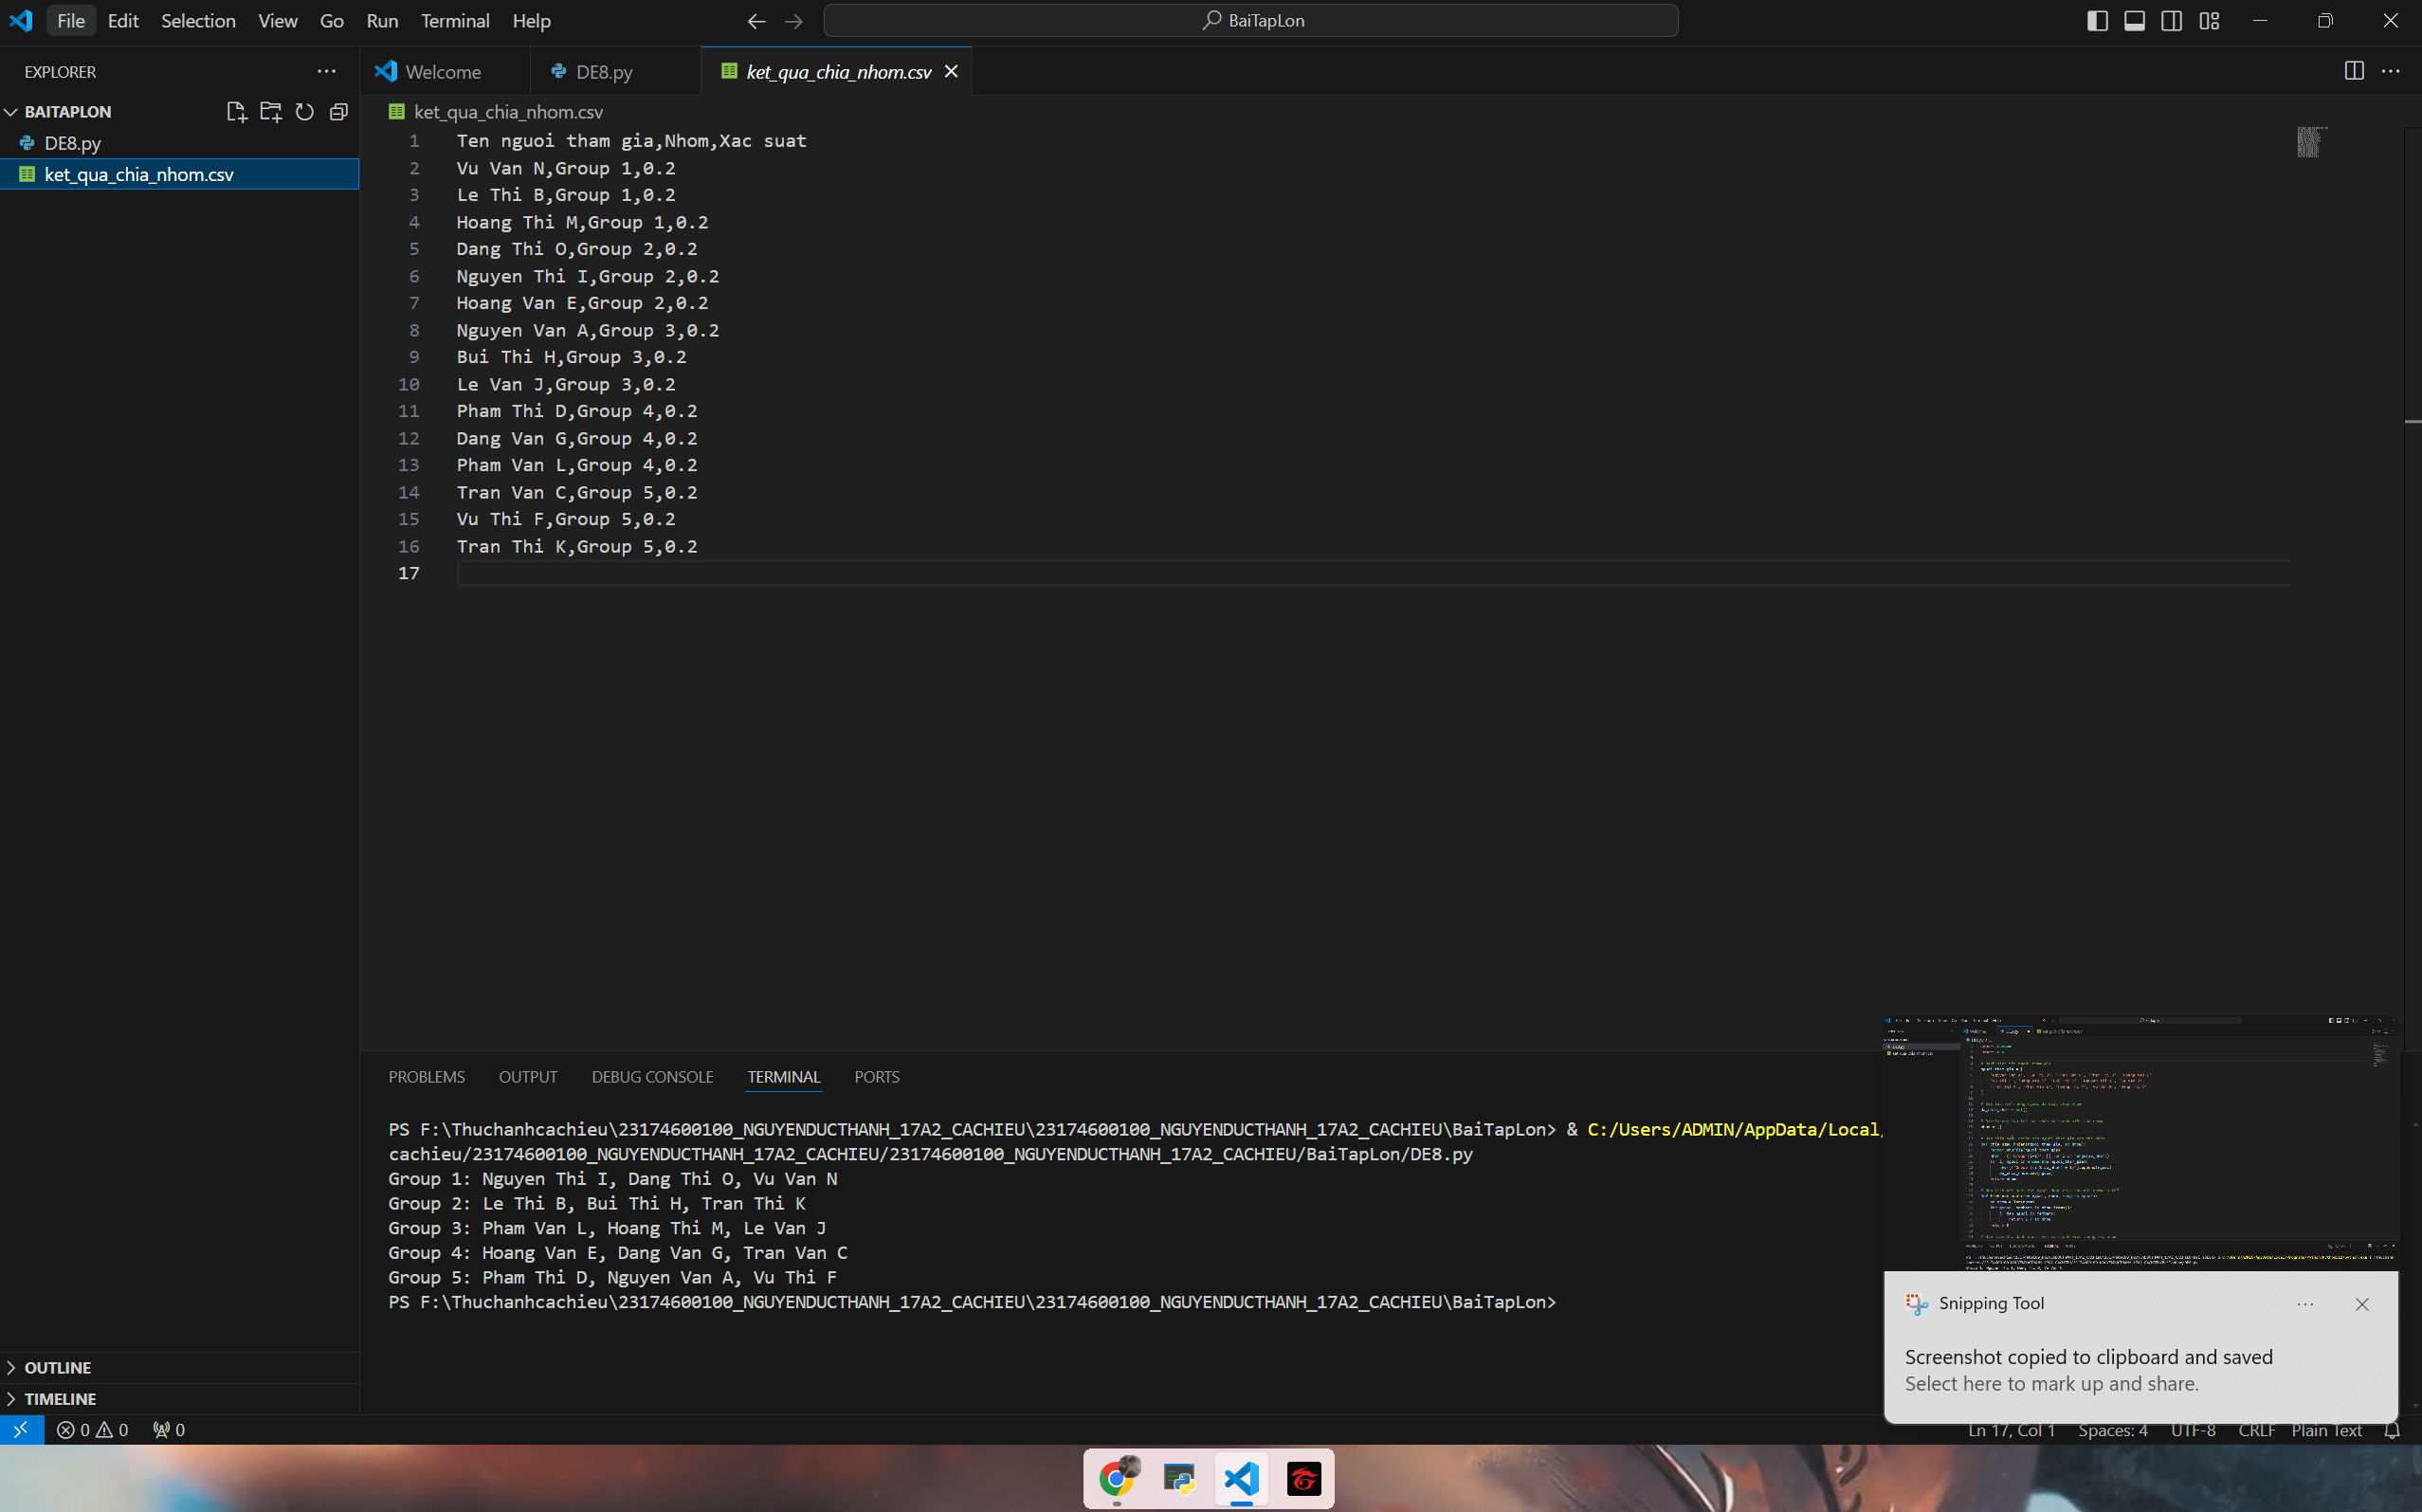 File Edit Selection View Go Run Terminal Help
BaiTapLon
EXPLORER
Welcome
DE8.py
ket_qua_chia_nhom.csv
BAITAPLON
DE8.py
ket_qua_chia_nhom.csv
ket_qua_chia_nhom.csv
1 Ten nguoi tham gia,Nhom,Xac suat
2 Vu Van N,Group 1,0.2
3 Le Thi B,Group 1,0.2
4 Hoang Thi M,Group 1,0.2
5 Dang Thi O,Group 2,0.2
6 Nguyen Thi I,Group 2,0.2
7 Hoang Van E,Group 2,0.2
8 Nguyen Van A,Group 3,0.2
9 Bui Thi H,Group 3,0.2
10 Le Van J,Group 3,0.2
11 Pham Thi D,Group 4,0.2
12 Dang Van G,Group 4,0.2
13 Pham Van L,Group 4,0.2
14 Tran Van C,Group 5,0.2
15 Vu Thi F,Group 5,0.2
16 Tran Thi K,Group 5,0.2
17
PROBLEMS OUTPUT DEBUG CONSOLE TERMINAL PORTS
PS F:\Thuchanhcachieu\23174600100_NGUYENDUCTHANH_17A2_CACHIEU\23174600100_NGUYENDUCTHANH_17A2_CACHIEU\BaiTapLon> & C:/Users/ADMIN/AppData/Local/
cachieu/23174600100_NGUYENDUCTHANH_17A2_CACHIEU/23174600100_NGUYENDUCTHANH_17A2_CACHIEU/BaiTapLon/DE8.py
Group 1: Nguyen Thi I, Dang Thi O, Vu Van N
Group 2: Le Thi B, Bui Thi H, Tran Thi K
Group 3: Pham Van L, Hoang Thi M, Le Van J
Group 4: Hoang Van E, Dang Van G, Tran Van C
Group 5: Pham Thi D, Nguyen Van A, Vu Thi F
PS F:\Thuchanhcachieu\23174600100_NGUYENDUCTHANH_17A2_CACHIEU\23174600100_NGUYENDUCTHANH_17A2_CACHIEU\BaiTapLon>
Snipping Tool
Screenshot copied to clipboard and saved
Select here to mark up and share.
OUTLINE
TIMELINE
0 0 0
Ln 17, Col 1 Spaces: 4 UTF-8 CRLF Plain Text